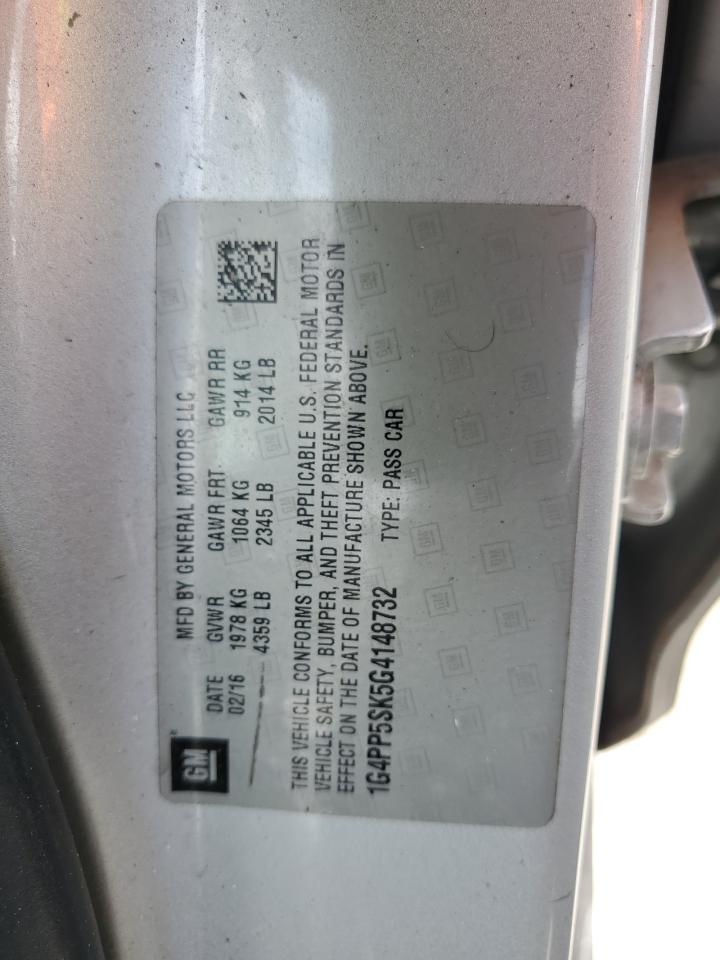 GM
MFD BY GENERAL MOTORS LLC
DATE GVWR GAWR FRT. GAWR RR
02/16 1978 KG 1064 KG 914 KG
4359 LB 2345 LB 2014 LB
THIS VEHICLE CONFORMS TO ALL APPLICABLE U.S. FEDERAL MOTOR
VEHICLE SAFETY, BUMPER, AND THEFT PREVENTION STANDARDS IN
EFFECT ON THE DATE OF MANUFACTURE SHOWN ABOVE.
1G4PP5SK5G4148732 TYPE: PASS CAR